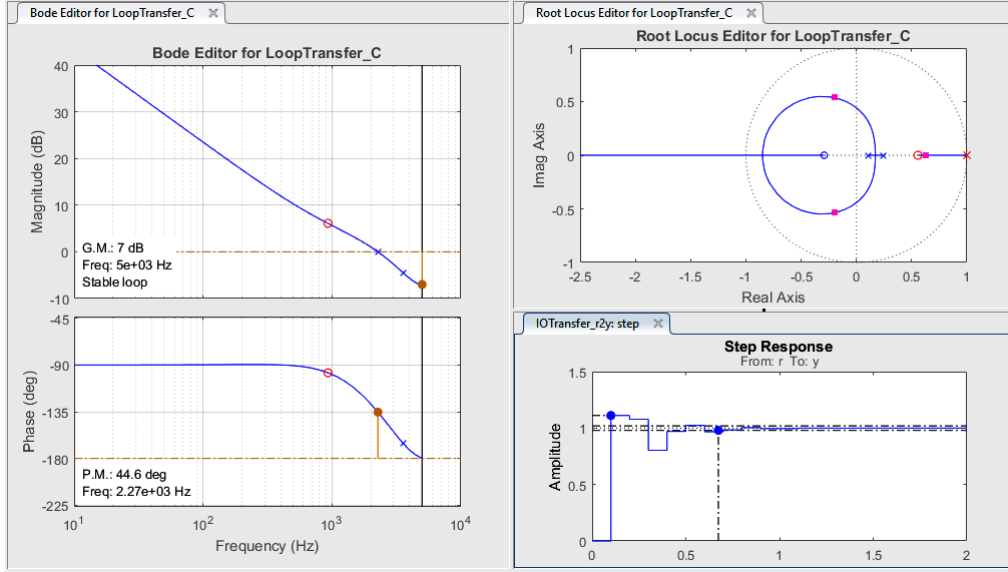 Bode Editor for LoopTransfer_C
Bode Editor for LoopTransfer_C
Magnitude (dB)
40
30
20
10
0
-10
G.M.: 7 dB
Freq: 5e+03 Hz
Stable loop
Phase (deg)
-45
-90
-135
-180
-225
P.M.: 44.6 deg
Freq: 2.27e+03 Hz
10^1
10^2
10^3
10^4
Frequency (Hz)
Root Locus Editor for LoopTransfer_C
Root Locus Editor for LoopTransfer_C
Imag Axis
1
0.5
0
-0.5
-1
-2.5 -2 -1.5 -1 -0.5 0 0.5 1
Real Axis
IOTransfer_r2y: step
Step Response
From: r To: y
Amplitude
1.5
1
0.5
0
0 0.5 1 1.5 2